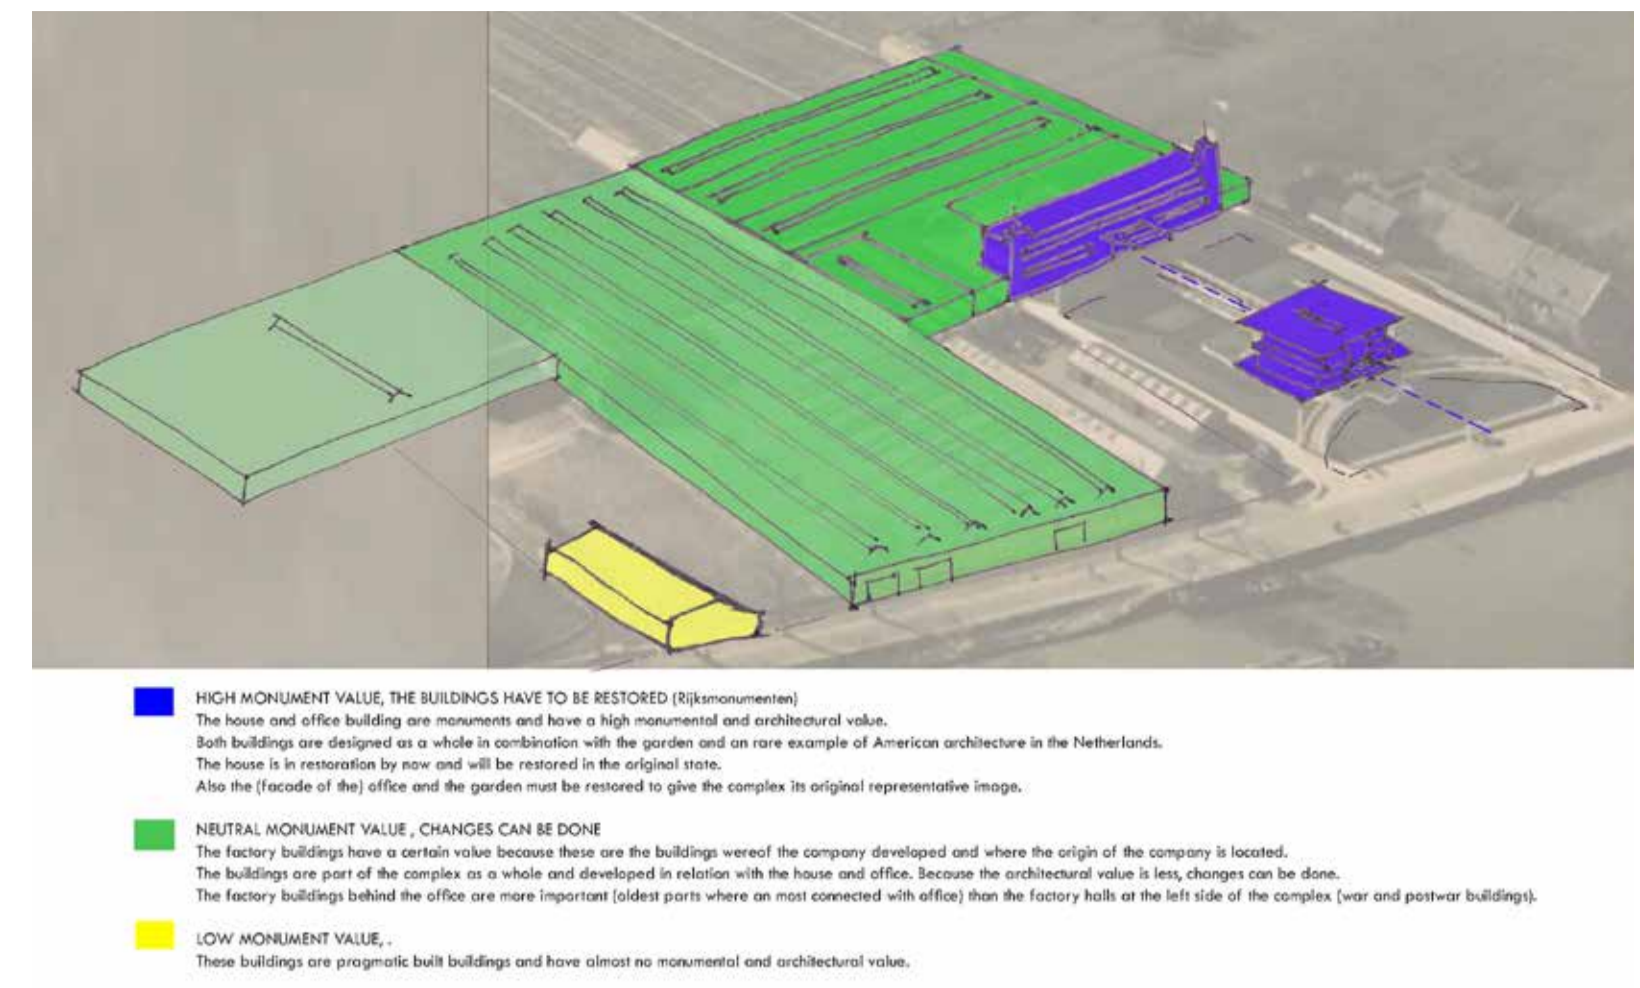 HIGH MONUMENT VALUE, THE BUILDINGS HAVE TO BE RESTORED (Rijksmonumenten)
The house and office building are monuments and have a high monumental and architectural value.
Both buildings are designed as a whole in combination with the garden and an rare example of American architecture in the Netherlands.
The house is in restoration by now and will be restored in the original state.
Also the (facade of the) office and the garden must be restored to give the complex its original representative image.
NEUTRAL MONUMENT VALUE , CHANGES CAN BE DONE
The factory buildings have a certain value because these are the buildings wereof the company developed and where the origin of the company is located.
The buildings are part of the complex as a whole and developed in relation with the house and office. Because the architectural value is less, changes can be done.
The factory buildings behind the office are more important (oldest parts where an most connected with office) than the factory halls at the left side of the complex (war and postwar buildings).
LOW MONUMENT VALUE, .
These buildings are pragmatic built buildings and have almost no monumental and architectural value.